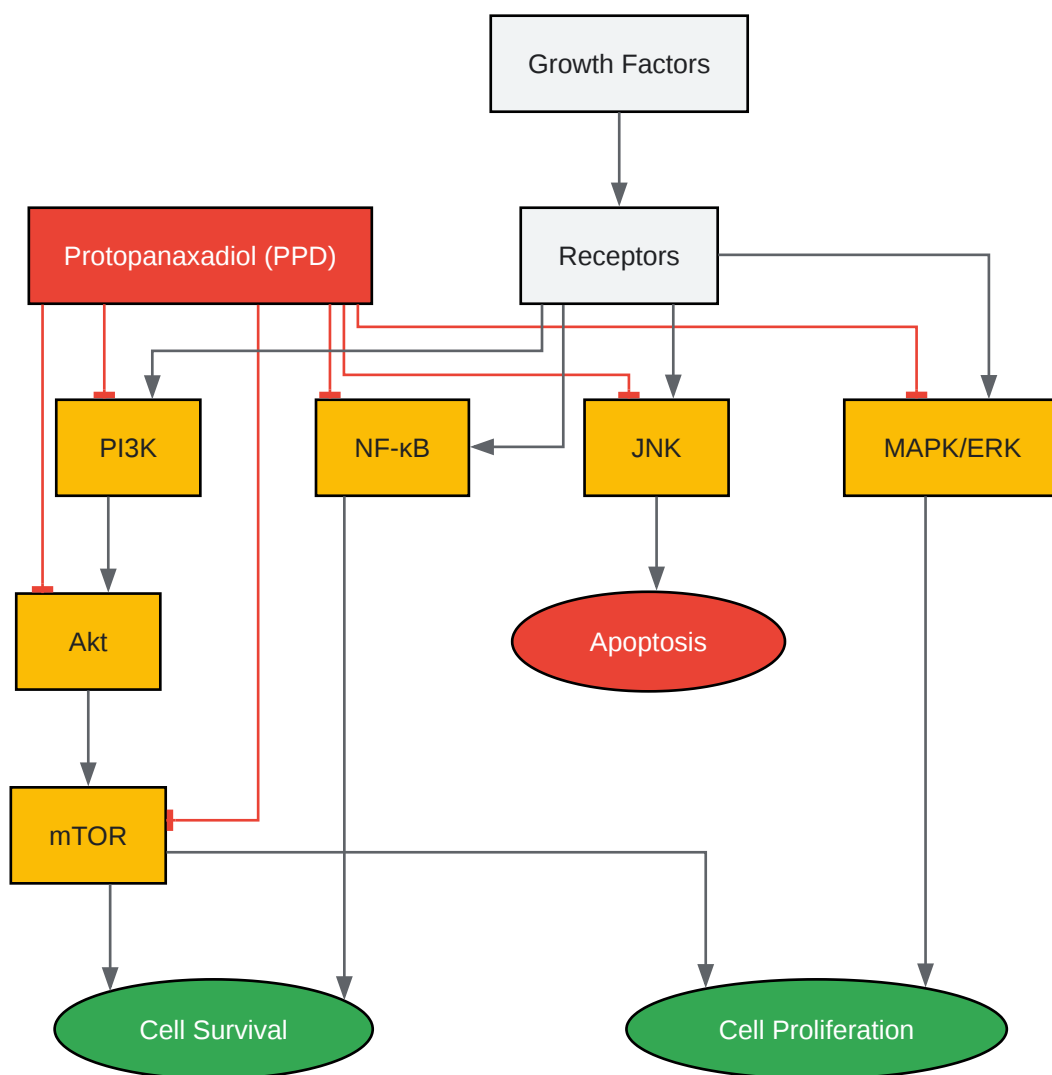 Growth Factors
Protopanaxadiol (PPD)
Receptors
PI3K
NF-κB
JNK
MAPK/ERK
Akt
Apoptosis
mTOR
Cell Survival
Cell Proliferation